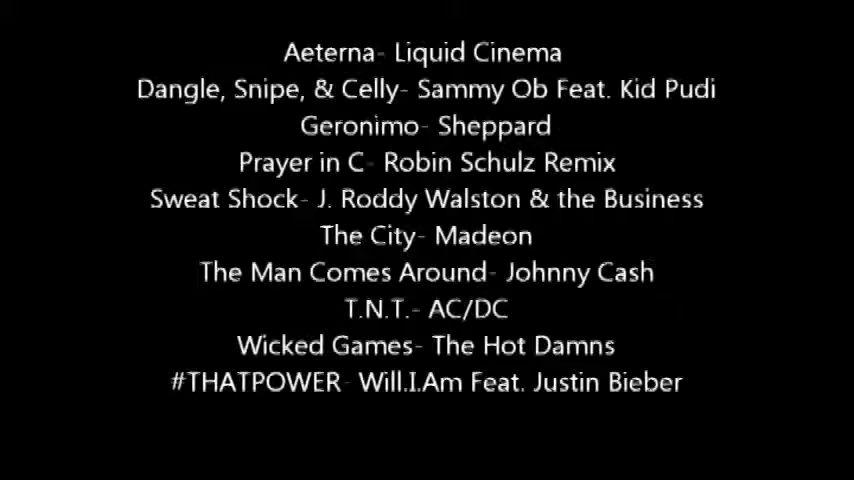 Aeterna- Liquid Cinema
Dangle, Snipe, & Celly- Sammy Ob Feat. Kid Pudi
Geronimo- Sheppard
Prayer in C- Robin Schulz Remix
Sweat Shock- J. Roddy Walston & the Business
The City- Madeon
The Man Comes Around- Johnny Cash
T.N.T.- AC/DC
Wicked Games- The Hot Damns
#THATPOWER- Will.I.Am Feat. Justin Bieber